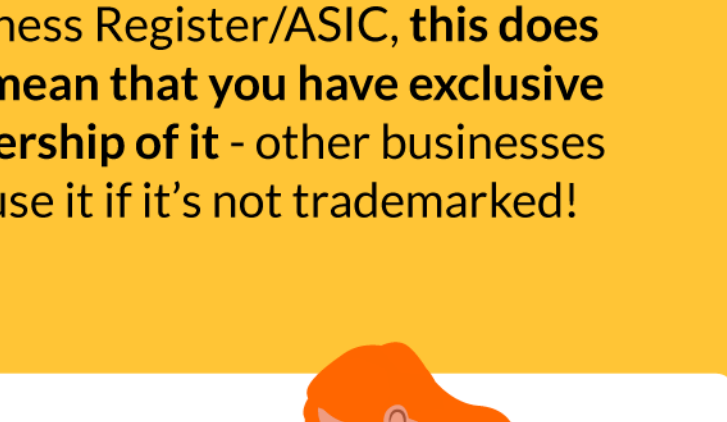 ness Register/ASIC, this does
mean that you have exclusive
ership of it - other businesses
use it if it's not trademarked!